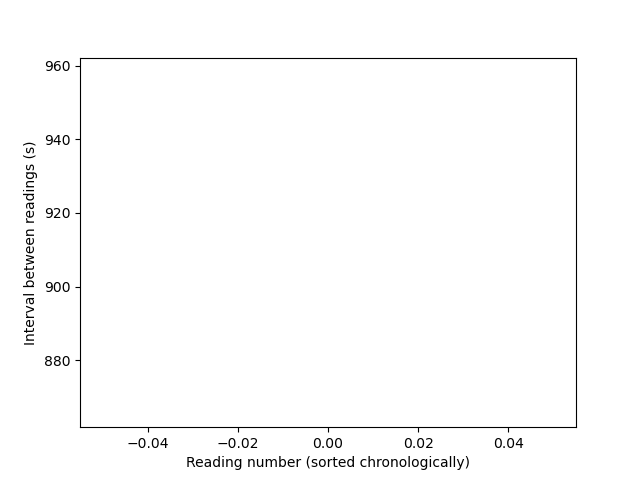 960
940
920
900
880
Interval between readings (s)
−0.04 −0.02 0.00 0.02 0.04
Reading number (sorted chronologically)